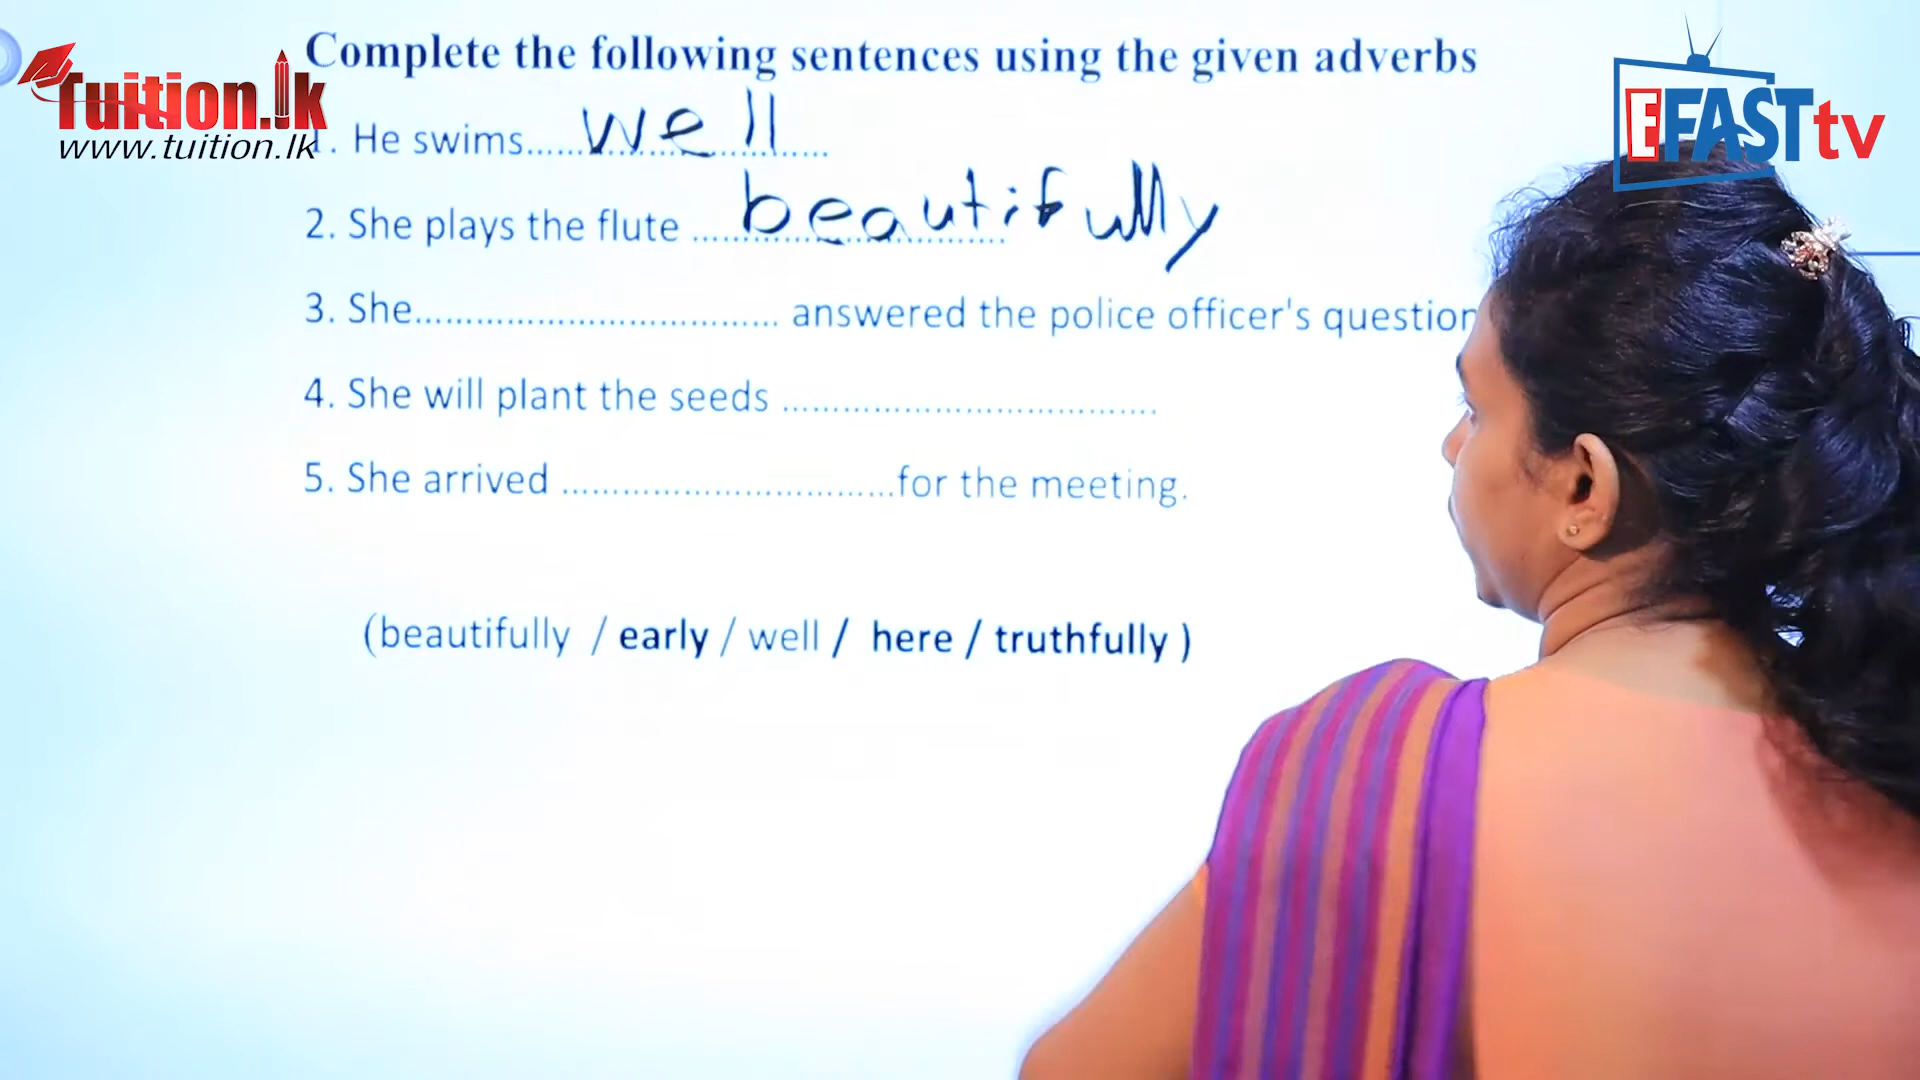 Complete the following sentences using the given adverbs
Tuition.lk
www.tuition.lk
EFASTtv
1. He swims.............well.............
2. She plays the flute ........beautifully........
3. She.................................... answered the police officer's question
4. She will plant the seeds .....................................
5. She arrived .................................for the meeting.
(beautifully / early / well / here / truthfully )